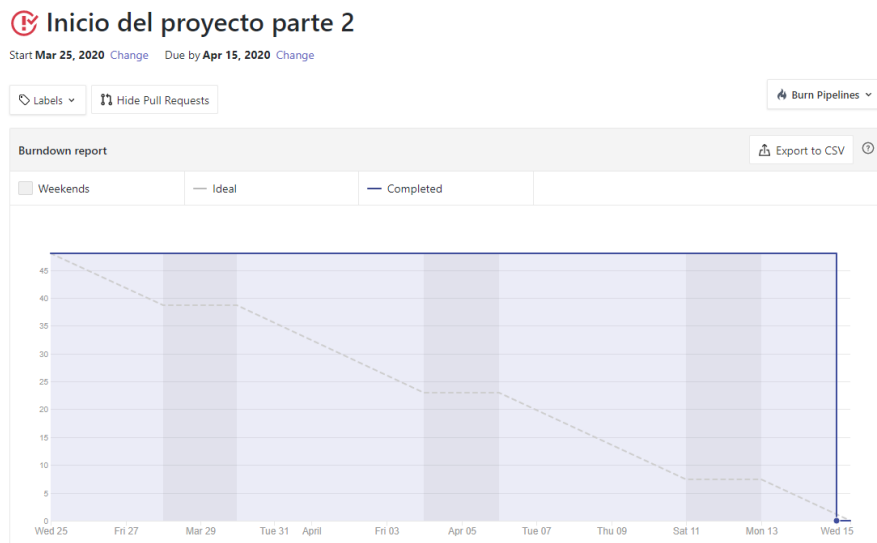 Inicio del proyecto parte 2
Start Mar 25, 2020 Change Due by Apr 15, 2020 Change
Labels Hide Pull Requests Burn Pipelines
Burndown report Export to CSV
Weekends Ideal Completed
45
40
35
30
25
20
15
10
5
0
Wed 25 Fri 27 Mar 29 Tue 31 April Fri 03 Apr 05 Tue 07 Thu 09 Sat 11 Mon 13 Wed 15